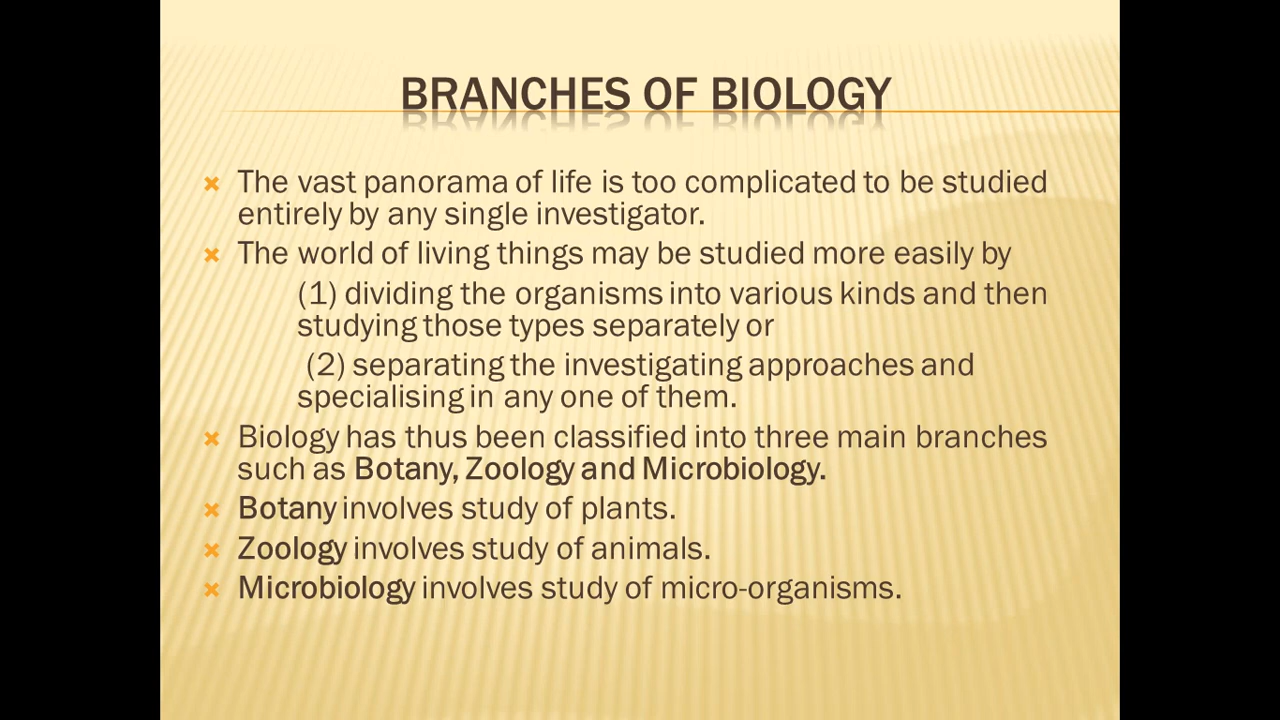 BRANCHES OF BIOLOGY
The vast panorama of life is too complicated to be studied
entirely by any single investigator.
The world of living things may be studied more easily by
(1) dividing the organisms into various kinds and then
studying those types separately or
(2) separating the investigating approaches and
specialising in any one of them.
Biology has thus been classified into three main branches
such as Botany, Zoology and Microbiology.
Botany involves study of plants.
Zoology involves study of animals.
Microbiology involves study of micro-organisms.